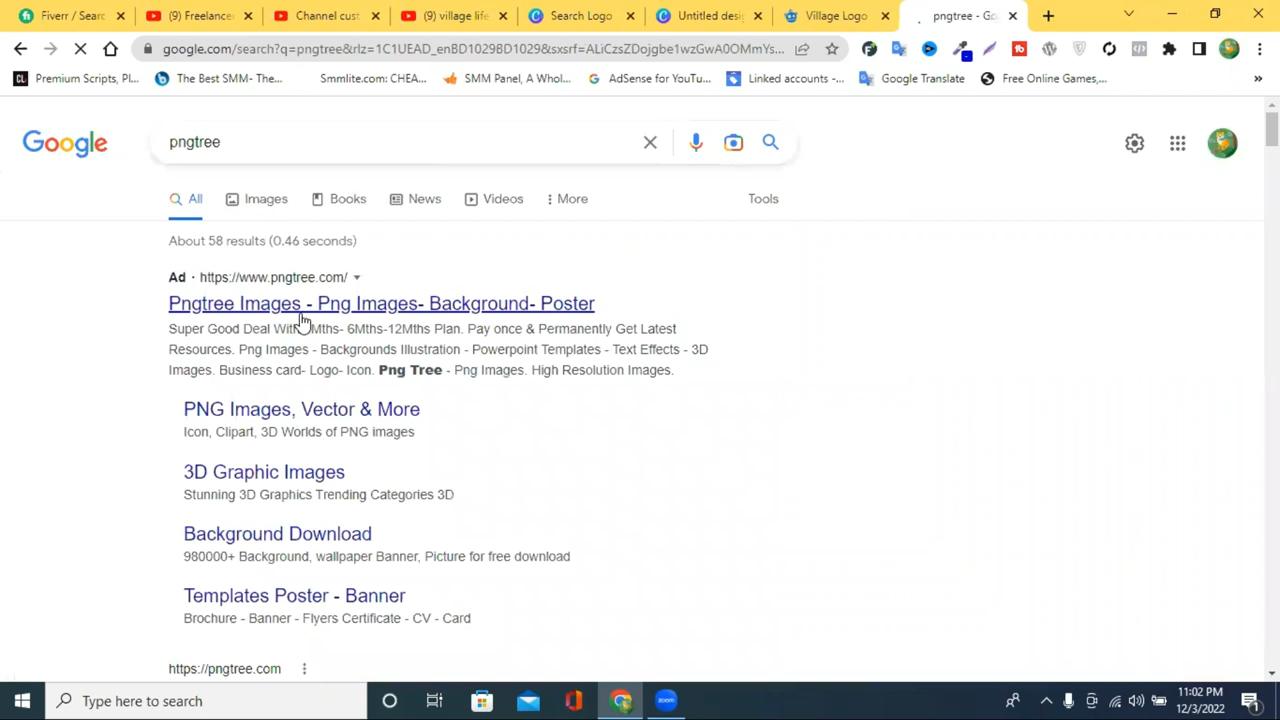 Fiverr / Searc
(9) Freelancer
Channel cust
(9) village life
Search Logo
Untitled desi
Village Logo
pngtree - Go
google.com/search?q=pngtree&rlz=1C1UEAD_enBD1029BD1029&sxsrf=ALiCzsZDojgbe1wzGwA0OMmYs...
Premium Scripts, Pl...
The Best SMM- The...
Smmlite.com: CHEA...
SMM Panel, A Whol...
AdSense for YouTu...
Linked accounts -...
Google Translate
Free Online Games,...
Google
pngtree
All
Images
Books
News
Videos
More
Tools
About 58 results (0.46 seconds)
Ad · https://www.pngtree.com/
Pngtree Images - Png Images- Background- Poster
Super Good Deal With Mths- 6Mths-12Mths Plan. Pay once & Permanently Get Latest
Resources. Png Images - Backgrounds Illustration - Powerpoint Templates - Text Effects - 3D
Images. Business card- Logo- Icon. Png Tree - Png Images. High Resolution Images.
PNG Images, Vector & More
Icon, Clipart, 3D Worlds of PNG images
3D Graphic Images
Stunning 3D Graphics Trending Categories 3D
Background Download
980000+ Background, wallpaper Banner, Picture for free download
Templates Poster - Banner
Brochure - Banner - Flyers Certificate - CV - Card
https://pngtree.com
Type here to search
zoom
11:02 PM
12/3/2022
1